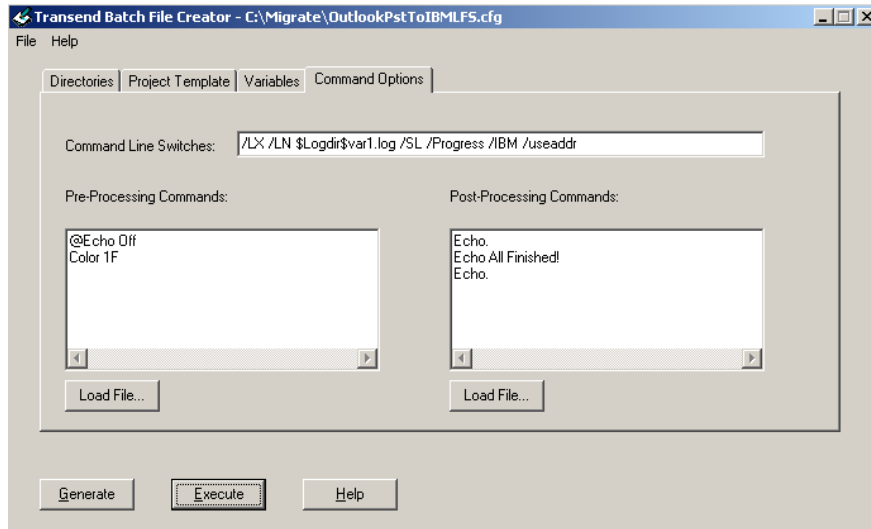 Transend Batch File Creator - C:\Migrate\OutlookPstToIBMLFS.cfg
File Help
Directories Project Template Variables Command Options
Command Line Switches: /LX /LN $Logdir$var1.log /SL /Progress /IBM /useaddr
Pre-Processing Commands: Post-Processing Commands:
@Echo Off
Color 1F
Echo.
Echo All Finished!
Echo.
Load File... Load File...
Generate Execute Help